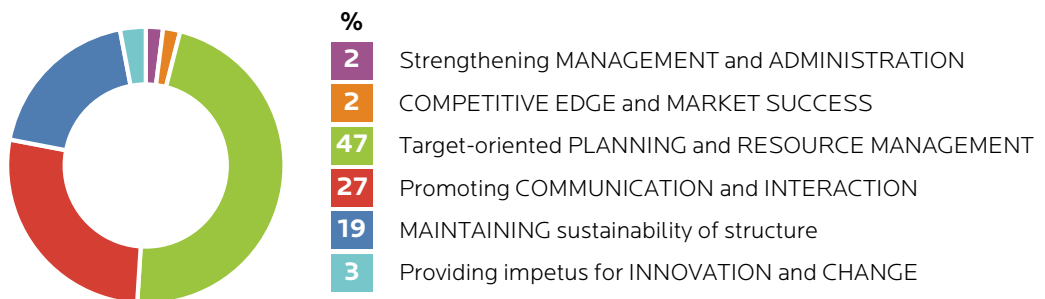 %
2 Strengthening MANAGEMENT and ADMINISTRATION
2 COMPETITIVE EDGE and MARKET SUCCESS
47 Target-oriented PLANNING and RESOURCE MANAGEMENT
27 Promoting COMMUNICATION and INTERACTION
19 MAINTAINING sustainability of structure
3 Providing impetus for INNOVATION and CHANGE